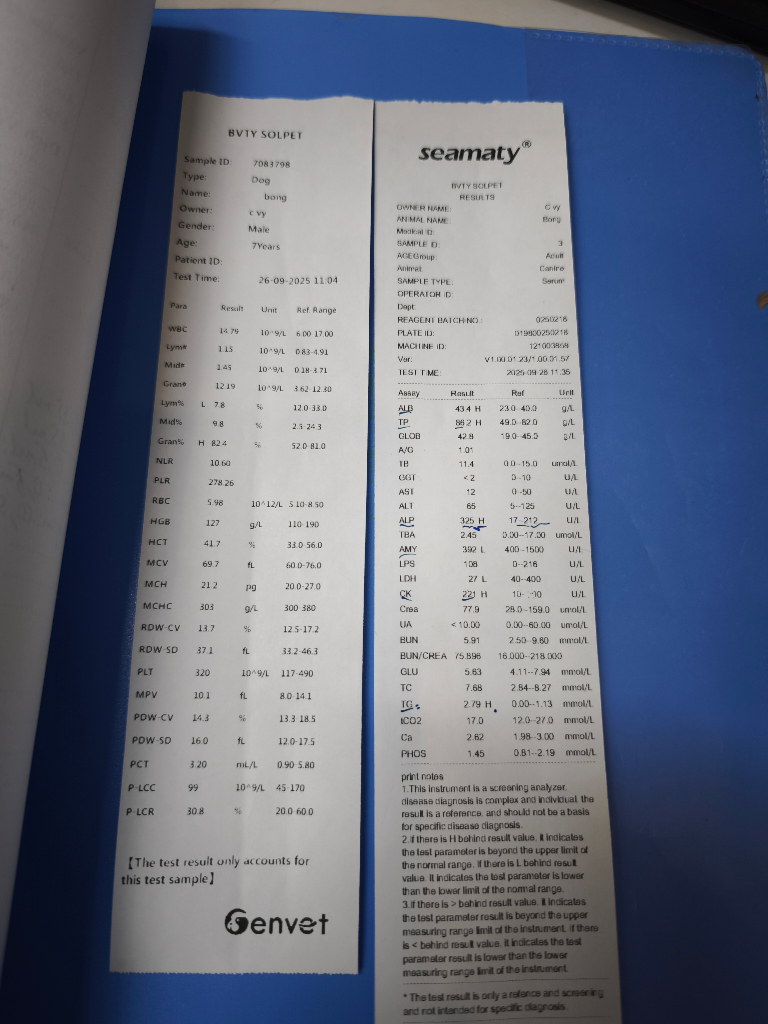 BVTY SOLPET
Sample ID: 7083798
Type: Dog
Name: bong
Owner: c vy
Gender: Male
Age: 7Years
Patient ID:
Test Time: 26-09-2025 11:04
Para Result Unit Ref. Range
WBC 14.79 10^9/L 6.00-17.00
Lym# 1.15 10^9/L 0.83-4.91
Mid# 1.45 10^9/L 0.18-3.71
Gran# 12.19 10^9/L 3.62-12.30
Lym% L 7.8 % 12.0-33.0
Mid% 9.8 % 2.5-24.3
Gran% H 82.4 % 52.0-81.0
NLR 10.60
PLR 278.26
RBC 5.98 10^12/L 5.10-8.50
HGB 127 g/L 110-190
HCT 41.7 % 33.0-56.0
MCV 69.7 fL 60.0-76.0
MCH 21.2 pg 20.0-27.0
MCHC 303 g/L 300-380
RDW-CV 13.7 % 12.5-17.2
RDW-SD 37.1 fL 33.2-46.3
PLT 320 10^9/L 117-490
MPV 10.1 fL 8.0-14.1
PDW-CV 14.3 % 13.3-18.5
PDW-SD 16.0 fL 12.0-17.5
PCT 3.20 mL/L 0.90-5.80
P-LCC 99 10^9/L 45-170
P-LCR 30.8 % 20.0-60.0
【The test result only accounts for
this test sample】
Genvet
seamaty®
BVTY SOLPET
RESULTS
OWNER NAME: C vy
ANIMAL NAME: Bong
Medical ID:
SAMPLE ID: 3
AGEGroup: Adult
Animal: Canine
SAMPLE TYPE: Serum
OPERATOR ID:
Dept:
REAGENT BATCH NO.: 0250216
PLATE ID: 019800250216
MACHINE ID: 121003859
Ver: V1.00.01.23/1.00.01.57
TEST TIME: 2025-09-26 11:35
Assay Result Ref Unit
ALB 43.4 H 23.0--40.0 g/L
TP 86.2 H 49.0--82.0 g/L
GLOB 42.8 19.0--45.0 g/L
A/G 1.01
TB 11.4 0.0--15.0 umol/L
GGT <2 0--10 U/L
AST 12 0--50 U/L
ALT 65 5--125 U/L
ALP 325 H 17--212 U/L
TBA 2.45 0.00--17.00 umol/L
AMY 392 L 400--1500 U/L
LPS 108 0--216 U/L
LDH 27 L 40--400 U/L
CK 221 H 10-- U/L
Crea 77.9 28.0--159.0 umol/L
UA <10.00 0.00--60.00 umol/L
BUN 5.91 2.50--9.60 mmol/L
BUN/CREA 75.896 16.000--218.000
GLU 5.63 4.11--7.94 mmol/L
TC 7.68 2.84--8.27 mmol/L
TG 2.79 H 0.00--1.13 mmol/L
tCO2 17.0 12.0--27.0 mmol/L
Ca 2.62 1.98--3.00 mmol/L
PHOS 1.45 0.81--2.19 mmol/L
print notes
1.This instrument is a screening analyzer,
disease diagnosis is complex and individual, the
result is a reference, and should not be a basis
for specific disease diagnosis.
2.If there is H behind result value. It indicates
the test parameter is beyond the upper limit of
the normal range. If there is L behind result
value. It indicates the test parameter is lower
than the lower limit of the normal range.
3.If there is > behind result value. It indicates
the test parameter result is beyond the upper
measuring range limit of the instrument. If there
is < behind result value. It indicates the test
parameter result is lower than the lower
measuring range limit of the instrument.
* The test result is only a refence and screening
and not intended for specific diagnosis.